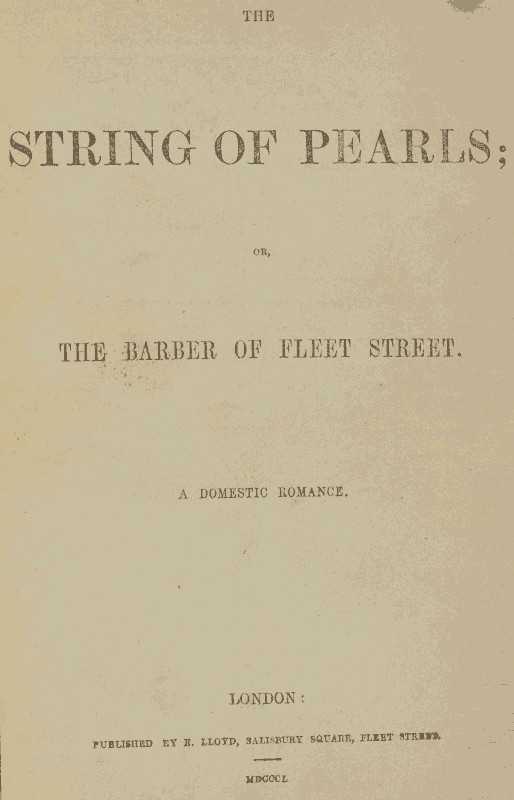 THE
STRING OF PEARLS;
OR,
THE BARBER OF FLEET STREET.
A DOMESTIC ROMANCE.
LONDON:
PUBLISHED BY E. LLOYD, SALISBURY SQUARE, FLEET STREET.
MDCCCL